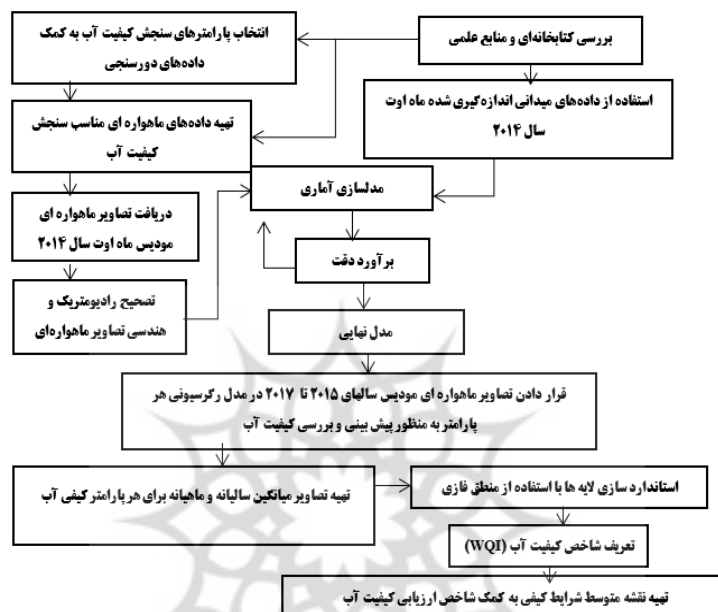 بررسی کتابخانه‌ای و منابع علمی
انتخاب پارامترهای سنجش کیفیت آب به کمک
داده‌های دورسنجی
استفاده از داده‌های میدانی اندازه‌گیری شده ماه اوت
سال ۲۰۱۴
تهیه داده‌های ماهواره ای مناسب سنجش
کیفیت آب
دریافت تصاویر ماهواره ای
مودیس ماه اوت سال ۲۰۱۴
تصحیح رادیومتریک و
هندسی تصاویر ماهواره‌ای
مدلسازی آماری
برآورد دقت
مدل نهایی
قرار دادن تصاویر ماهواره ای مودیس سالهای ۲۰۱۵ تا ۲۰۱۷ در مدل رگرسیونی هر
پارامتر به منظور پیش بینی و بررسی کیفیت آب
تهیه تصاویر میانگین سالیانه و ماهیانه برای هر پارامتر کیفی آب
استاندارد سازی لایه ها با استفاده از منطق فازی
تعریف شاخص کیفیت آب (WQI)
تهیه نقشه متوسط شرایط کیفی به کمک شاخص ارزیابی کیفیت آب